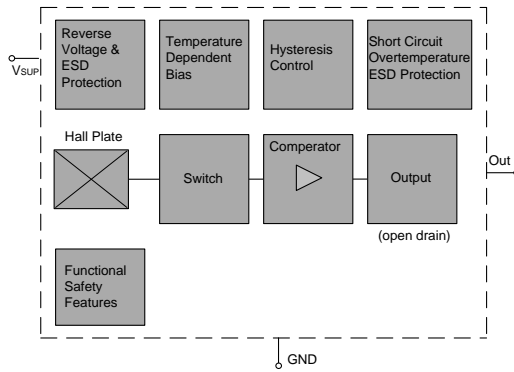 Reverse
Voltage &
ESD
Protection
Temperature
Dependent
Bias
Hysteresis
Control
Short Circuit
Overtemperature
ESD Protection
VSUP
Hall Plate
Switch
Comperator
Output
Out
(open drain)
Functional
Safety
Features
GND